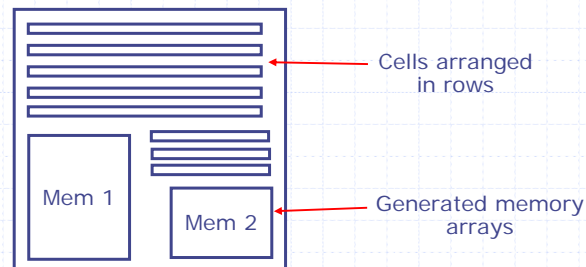 Cells arranged
in rows
Mem 1
Mem 2
Generated memory
arrays